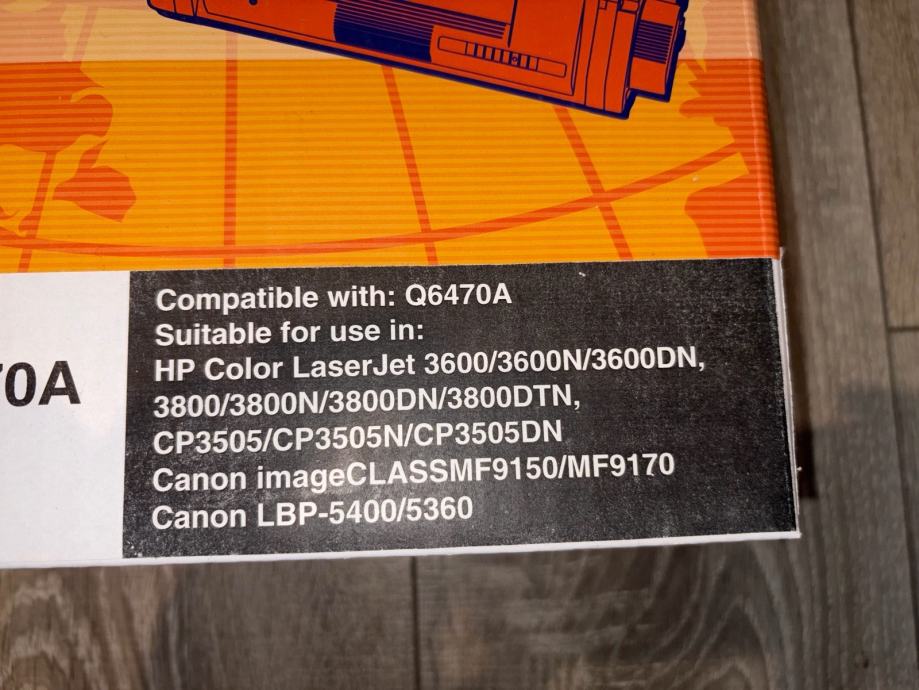 Compatible with: Q6470A
Suitable for use in:
HP Color LaserJet 3600/3600N/3600DN,
3800/3800N/3800DN/3800DTN,
CP3505/CP3505N/CP3505DN
Canon imageCLASSMF9150/MF9170
Canon LBP-5400/5360
70A